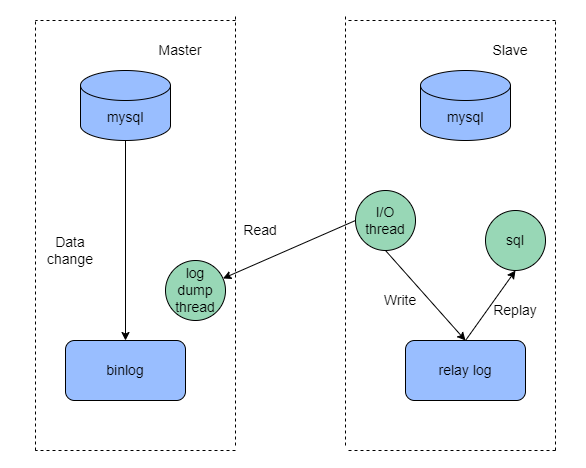 Master
Slave
mysql
mysql
I/O
thread
sql
Read
Data
change
log
dump
thread
Write
Replay
binlog
relay log